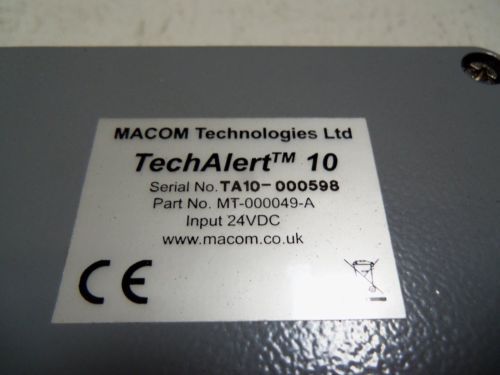 MACOM Technologies Ltd
TechAlert™ 10
Serial No. TA10-000598
Part No. MT-000049-A
Input 24VDC
www.macom.co.uk
CE